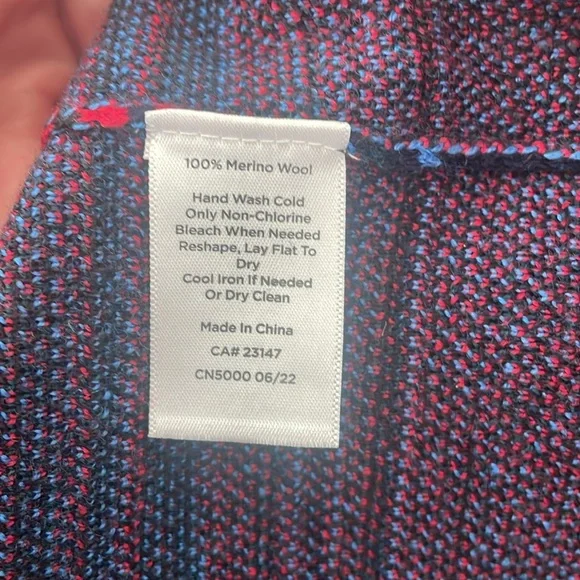 100% Merino Wool
Hand Wash Cold
Only Non-Chlorine
Bleach When Needed
Reshape, Lay Flat To
Dry
Cool Iron If Needed
Or Dry Clean
Made In China
CA# 23147
CN5000 06/22